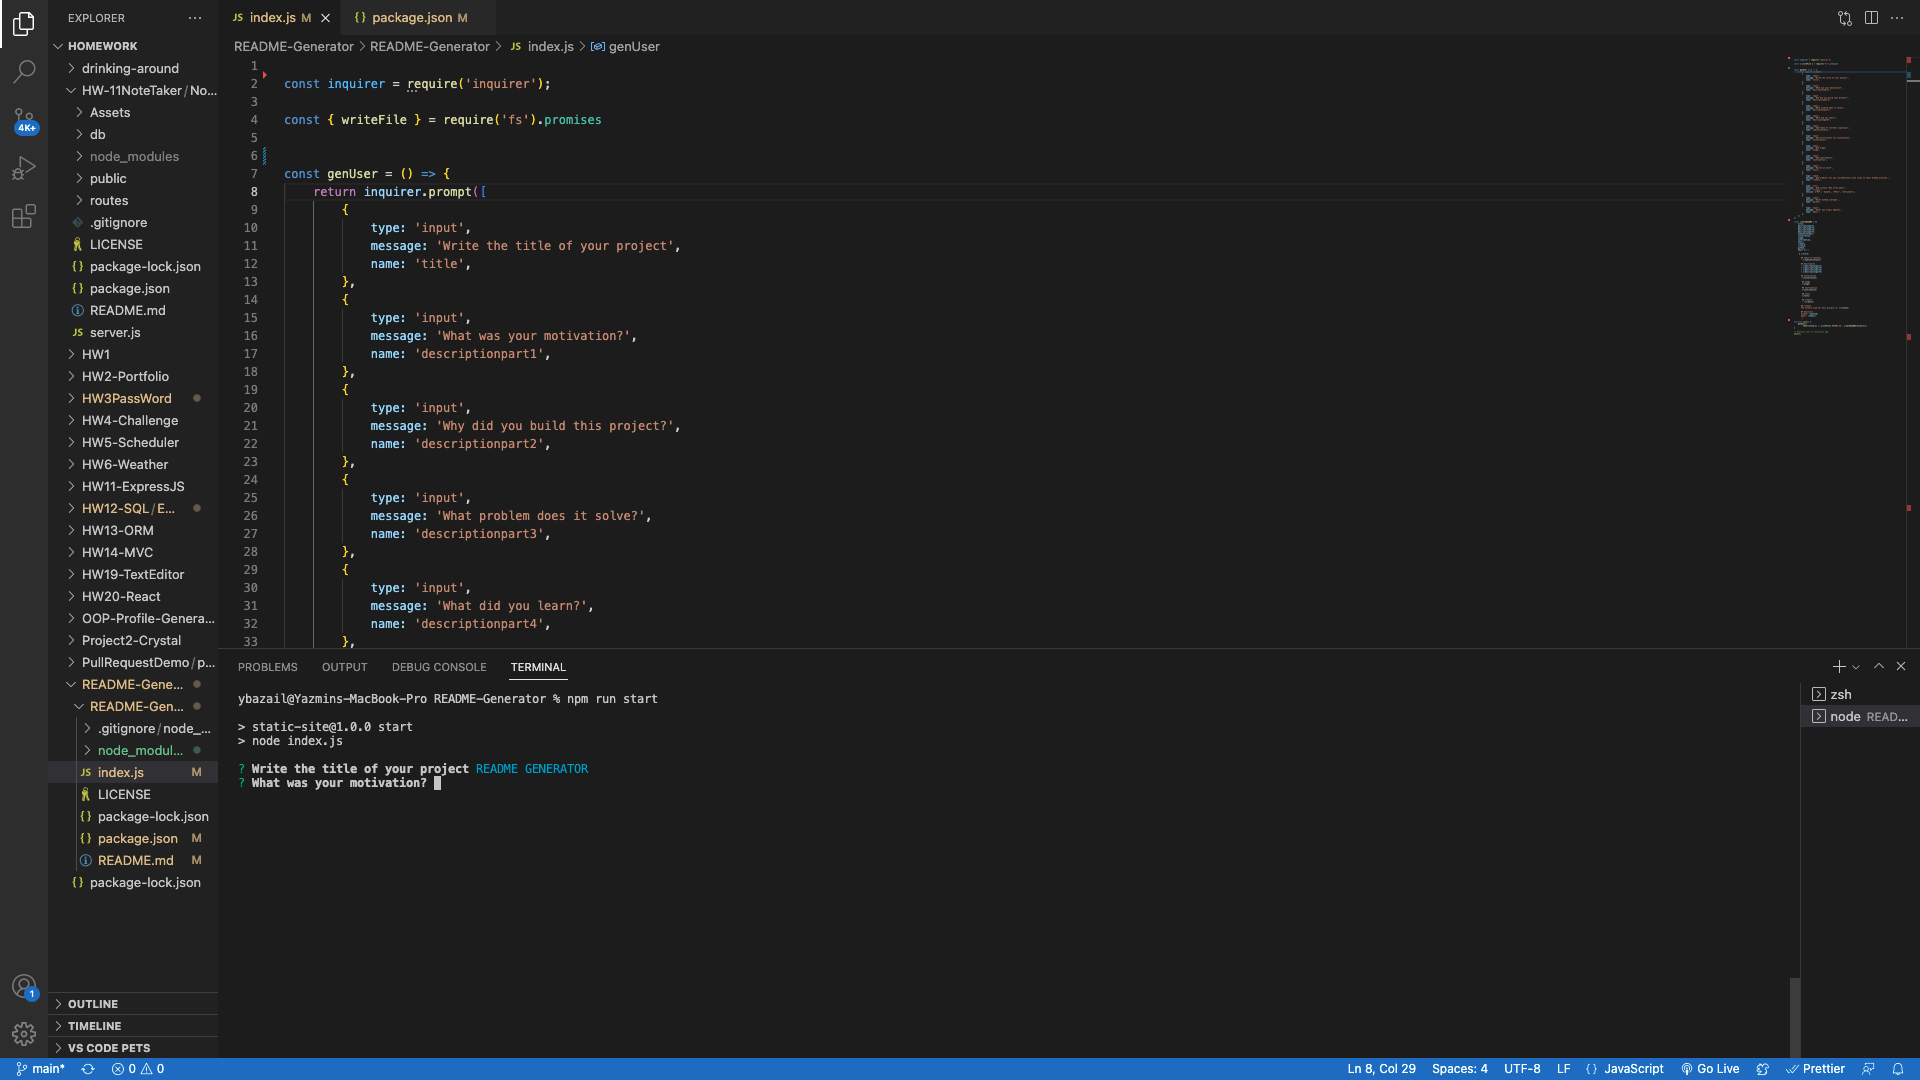 EXPLORER
HOMEWORK
drinking-around
HW-11NoteTaker/No...
Assets
db
node_modules
public
routes
.gitignore
LICENSE
package-lock.json
package.json
README.md
JS server.js
HW1
HW2-Portfolio
HW3PassWord
HW4-Challenge
HW5-Scheduler
HW6-Weather
HW11-ExpressJS
HW12-SQL/E...
HW13-ORM
HW14-MVC
HW19-TextEditor
HW20-React
OOP-Profile-Genera...
Project2-Crystal
PullRequestDemo/p...
README-Gene...
README-Gen...
.gitignore/node_...
node_modul...
JS index.js M
LICENSE
package-lock.json
package.json M
README.md M
package-lock.json
OUTLINE
TIMELINE
VS CODE PETS
4K+
1
JS index.js M
{} package.json M
README-Generator > README-Generator > JS index.js > genUser
1
2 const inquirer = require('inquirer');
3
4 const { writeFile } = require('fs').promises
5
6
7 const genUser = () => {
8 return inquirer.prompt([
9 {
10 type: 'input',
11 message: 'Write the title of your project',
12 name: 'title',
13 },
14 {
15 type: 'input',
16 message: 'What was your motivation?',
17 name: 'descriptionpart1',
18 },
19 {
20 type: 'input',
21 message: 'Why did you build this project?',
22 name: 'descriptionpart2',
23 },
24 {
25 type: 'input',
26 message: 'What problem does it solve?',
27 name: 'descriptionpart3',
28 },
29 {
30 type: 'input',
31 message: 'What did you learn?',
32 name: 'descriptionpart4',
33 },
PROBLEMS OUTPUT DEBUG CONSOLE TERMINAL
ybazail@Yazmins-MacBook-Pro README-Generator % npm run start
> static-site@1.0.0 start
> node index.js
? Write the title of your project README GENERATOR
? What was your motivation?
zsh
node READ...
main* 0 0
Ln 8, Col 29 Spaces: 4 UTF-8 LF {} JavaScript Go Live Prettier